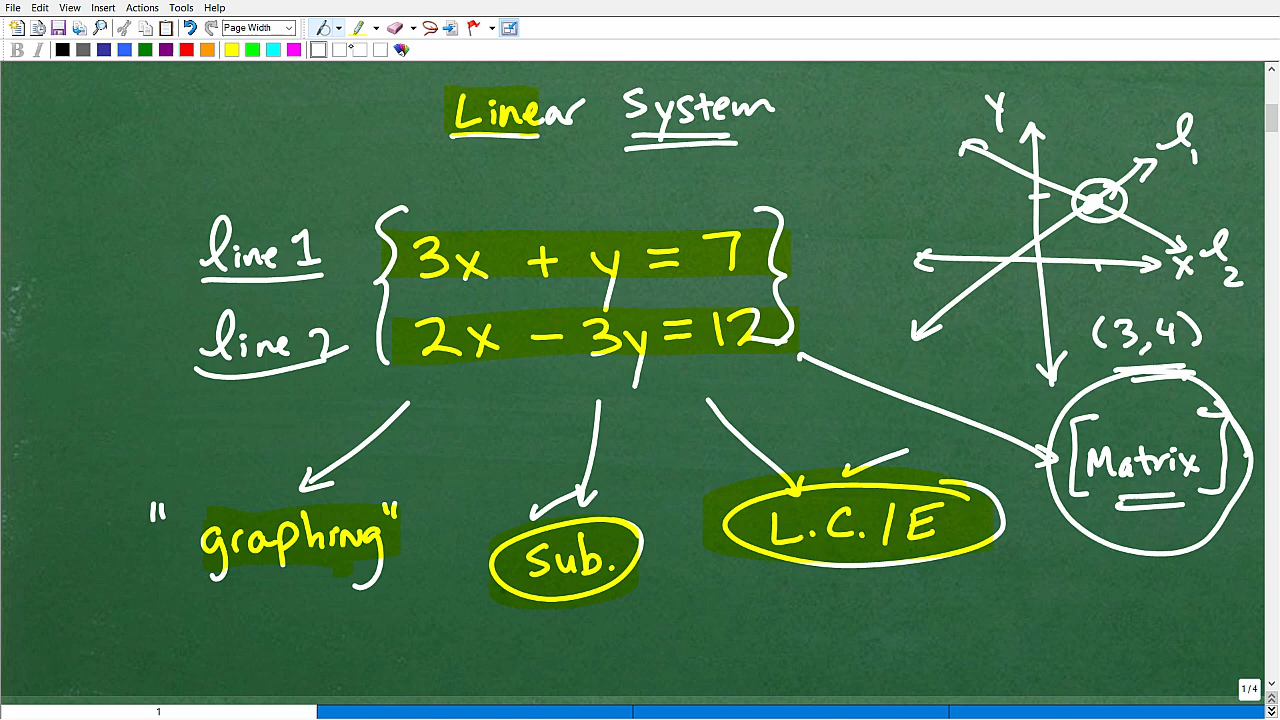 File Edit View Insert Actions Tools Help
Page Width
B I
Linear System
line 1 3x + y = 7
line 2 2x - 3y = 12
Y
l1
x l2
(3,4)
[Matrix]
"graphing"
Sub.
L.C./E
1/4
1